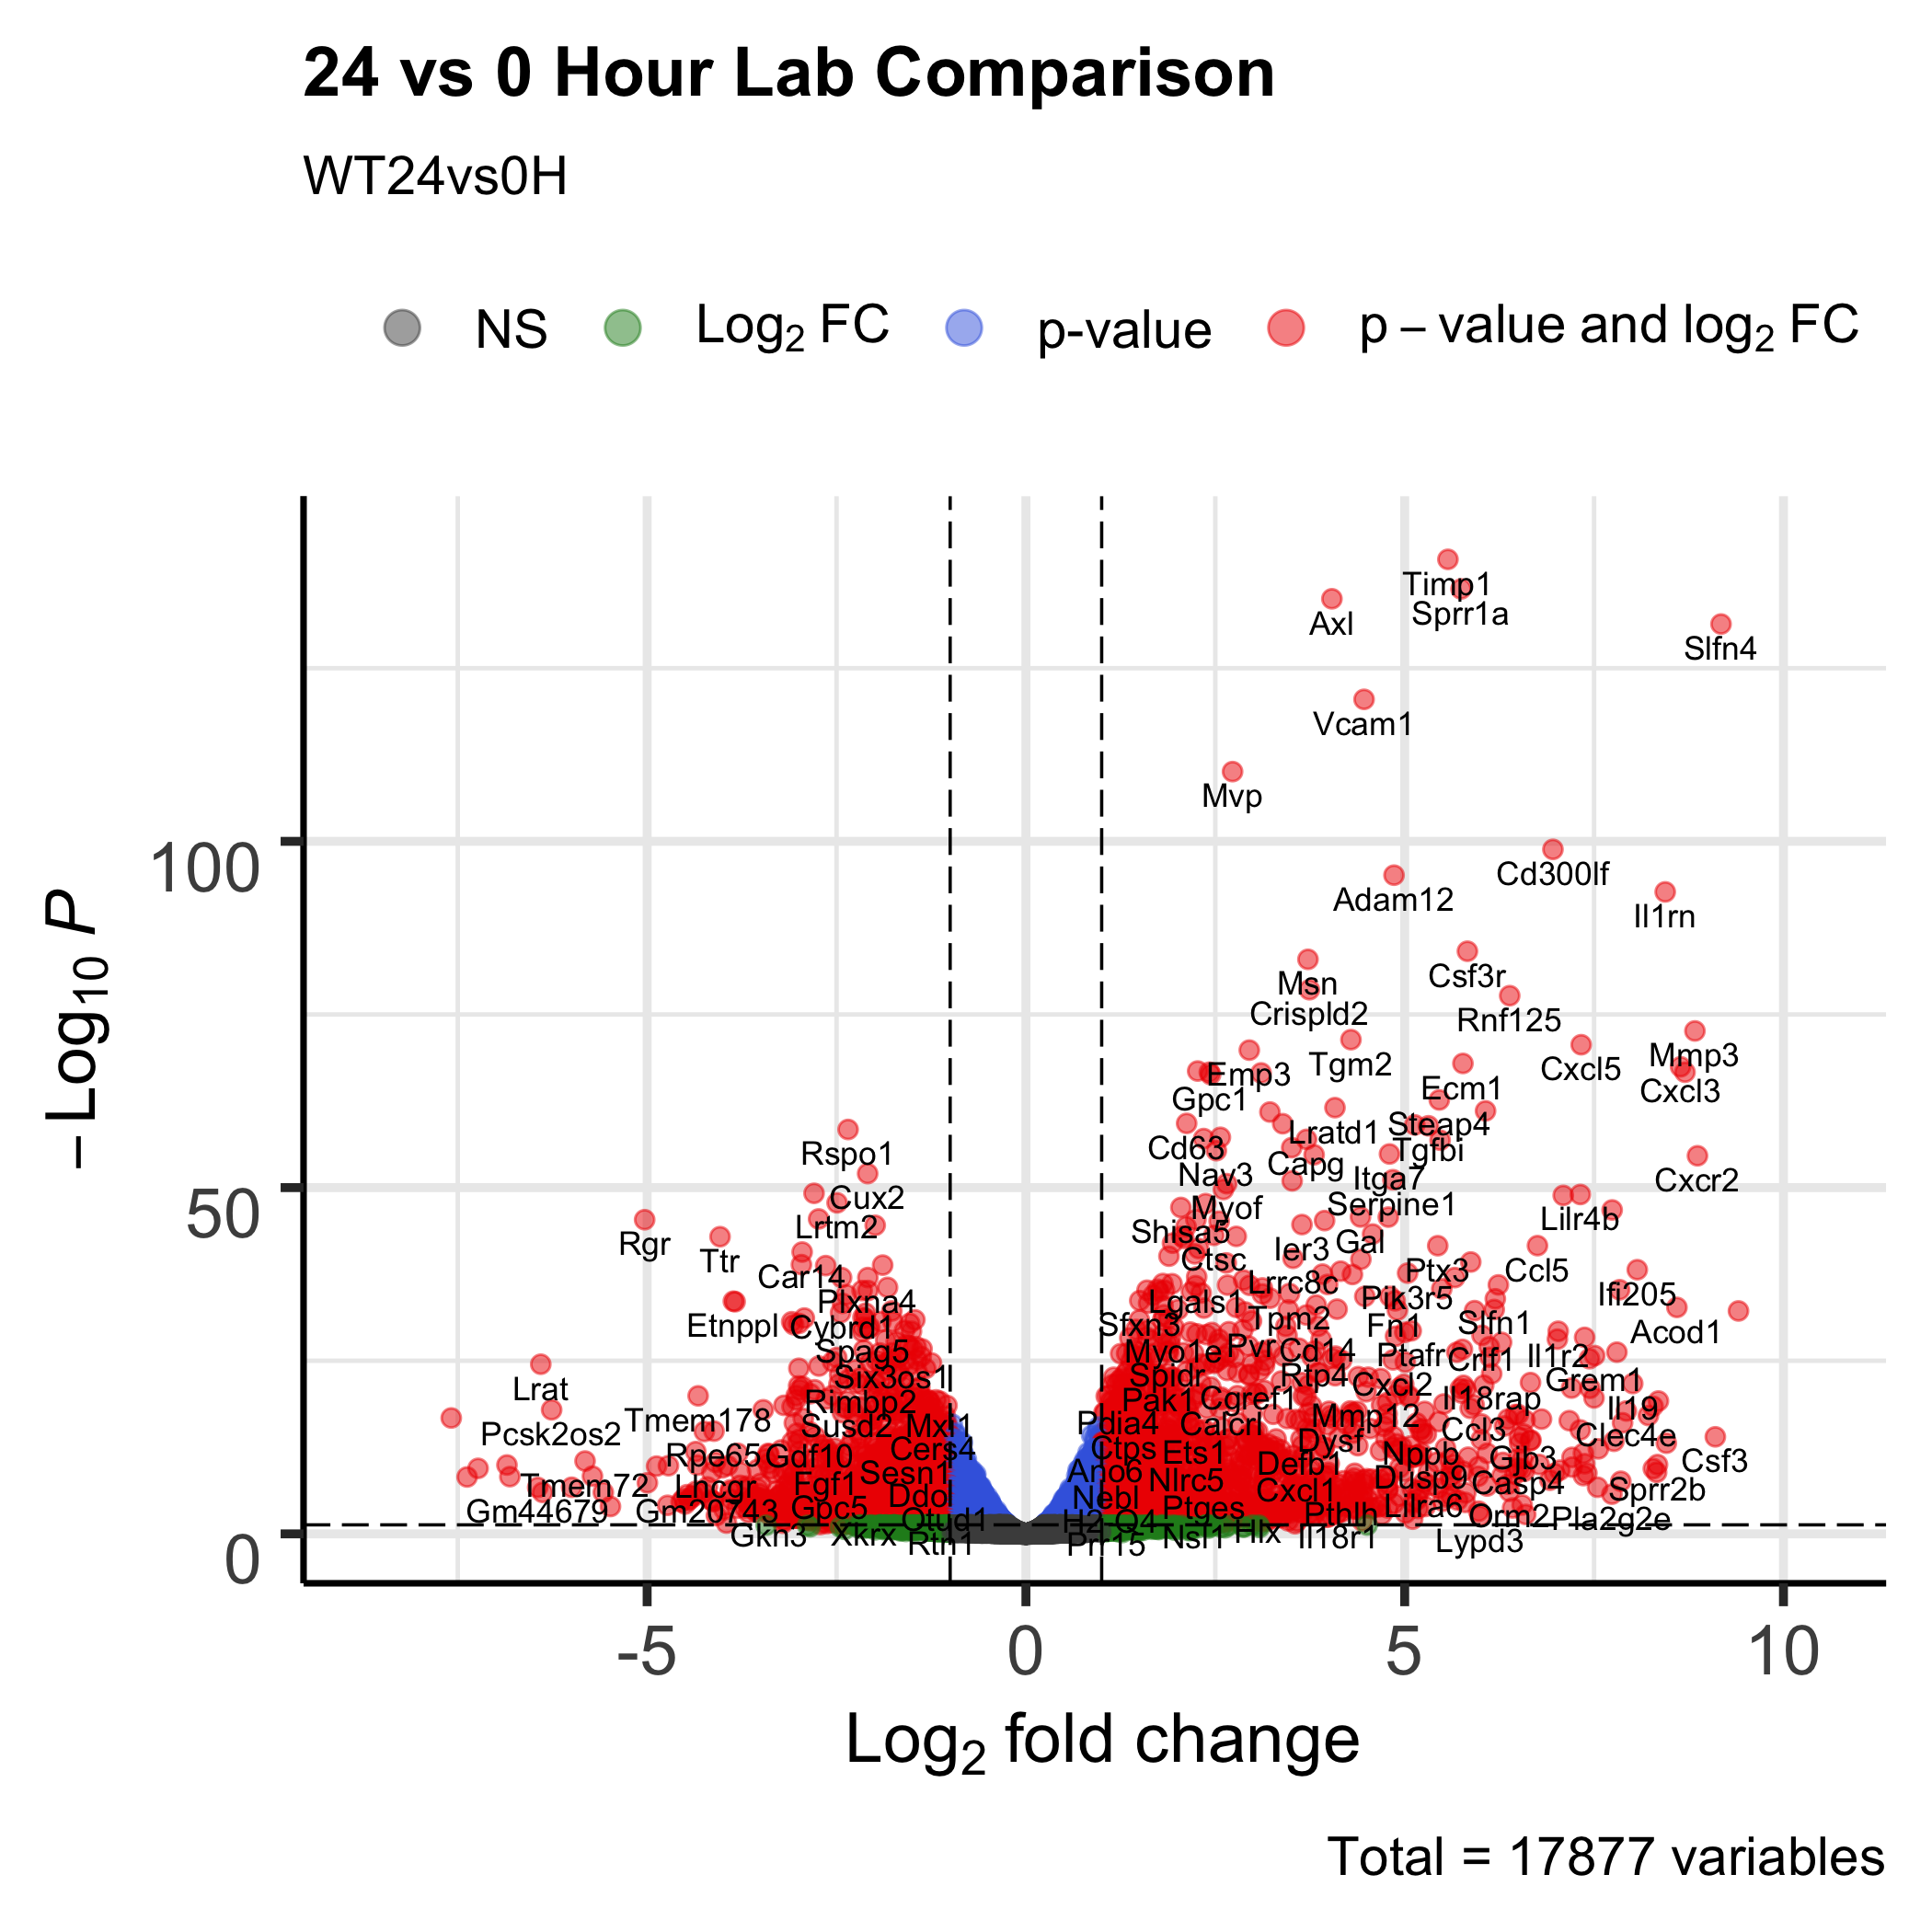 24 vs 0 Hour Lab Comparison
WT24vs0H
NS Log2 FC p-value p – value and log2 FC
Timp1
Sprr1a
Axl
Slfn4
Vcam1
Mvp
100
Cd300lf
Adam12
Il1rn
Msn
Csf3r
Crispld2
Rnf125
Tgm2
Mmp3
Emp3
Cxcl5
Ecm1
Cxcl3
Gpc1
Steap4
Lratd1
Cd63
Rspo1
Tgfbi
Capg
Nav3
Itga7
Cxcr2
50
Cux2
Serpine1
Myof
Lilr4b
Lrtm2
Shisa5
Rgr
Ier3
Gal
Ttr
Ctsc
Ptx3
Ccl5
Car14
Lrrc8c
Ifi205
Plxna4
Lgals1
Pik3r5
Etnppl
Cybrd1
Sfxn3
Tpm2
Fn1
Slfn1
Acod1
Spag5
Myo1e
Pvr
Cd14
Ptafr
Crlf1
Il1r2
Six3os1
Spidr
Rtp4
Cxcl2
Grem1
Lrat
Rimbp2
Pak1
Cgref1
Il18rap
Il19
Tmem178
Susd2
Mxi1
Pdia4
Calcrl
Mmp12
Ccl3
Clec4e
Pcsk2os2
Rpe65
Gdf10
Cers4
Ctps
Ets1
Dysf
Nppb
Gjb3
Csf3
Tmem72
Lhcgr
Fgf1
Sesn1
Ano6
Nlrc5
Defb1
Cxcl1
Dusp9
Casp4
Sprr2b
Gm44679
Gm20743
Gpc5
Ddo
Nebl
Ptges
Pthlh
Lilra6
Orm2
Pla2g2e
Otud1
H2-Q4
Gkn3
Xkrx
Rtn1
Prr15
Nsl1
Hlx
Il18r1
Lypd3
0
–Log10 P
-5 0 5 10
Log2 fold change
Total = 17877 variables